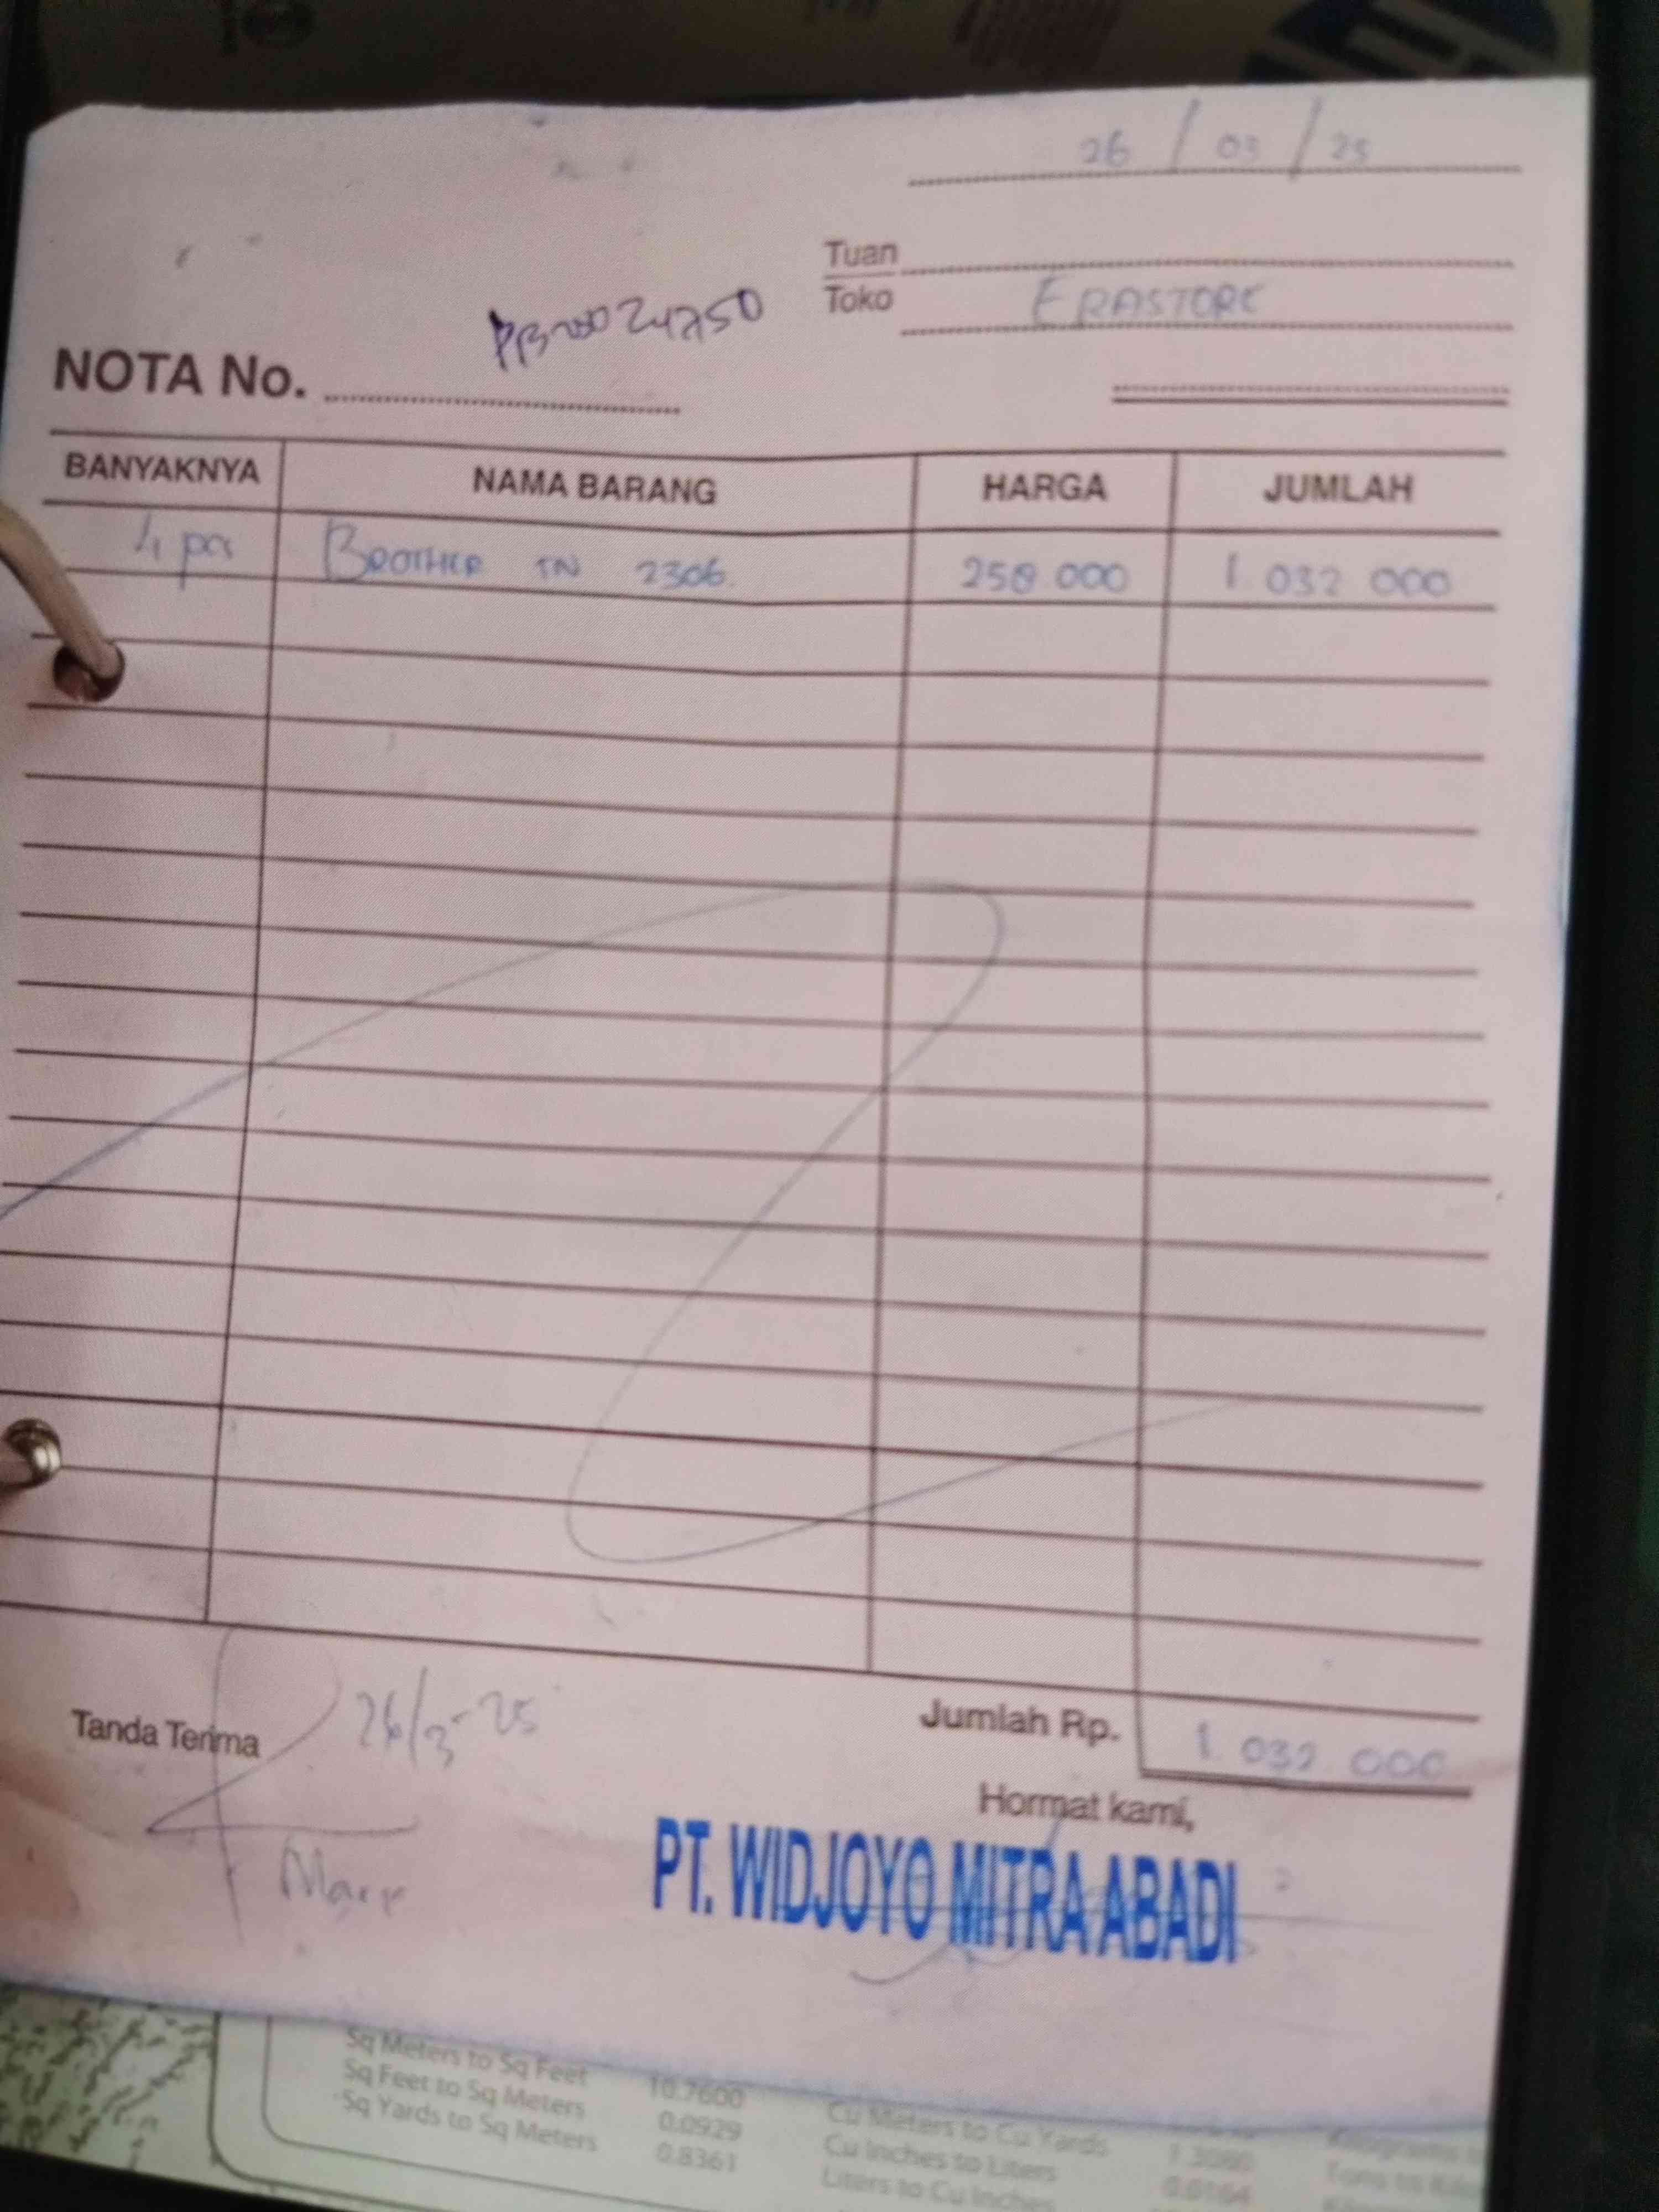 26 / 03 / 25
Tuan
Toko ERASTORE
NOTA No.
BANYAKNYA NAMA BARANG HARGA JUMLAH
4 pcs BROTHER TN 2306 258 000 1 032 000
Tanda Terima 26/3-25 Jumlah Rp. 1 032 000
Hormat kami,
PT. WIDJOYO MITRA ABADI
Sq Meters to Sq Feet 10.7600 Cu Meters to Cu Yards
Sq Feet to Sq Meters 0.0929 Cu Inches to Liters
Sq Yards to Sq Meters 0.8361 Liters to Cu Inches